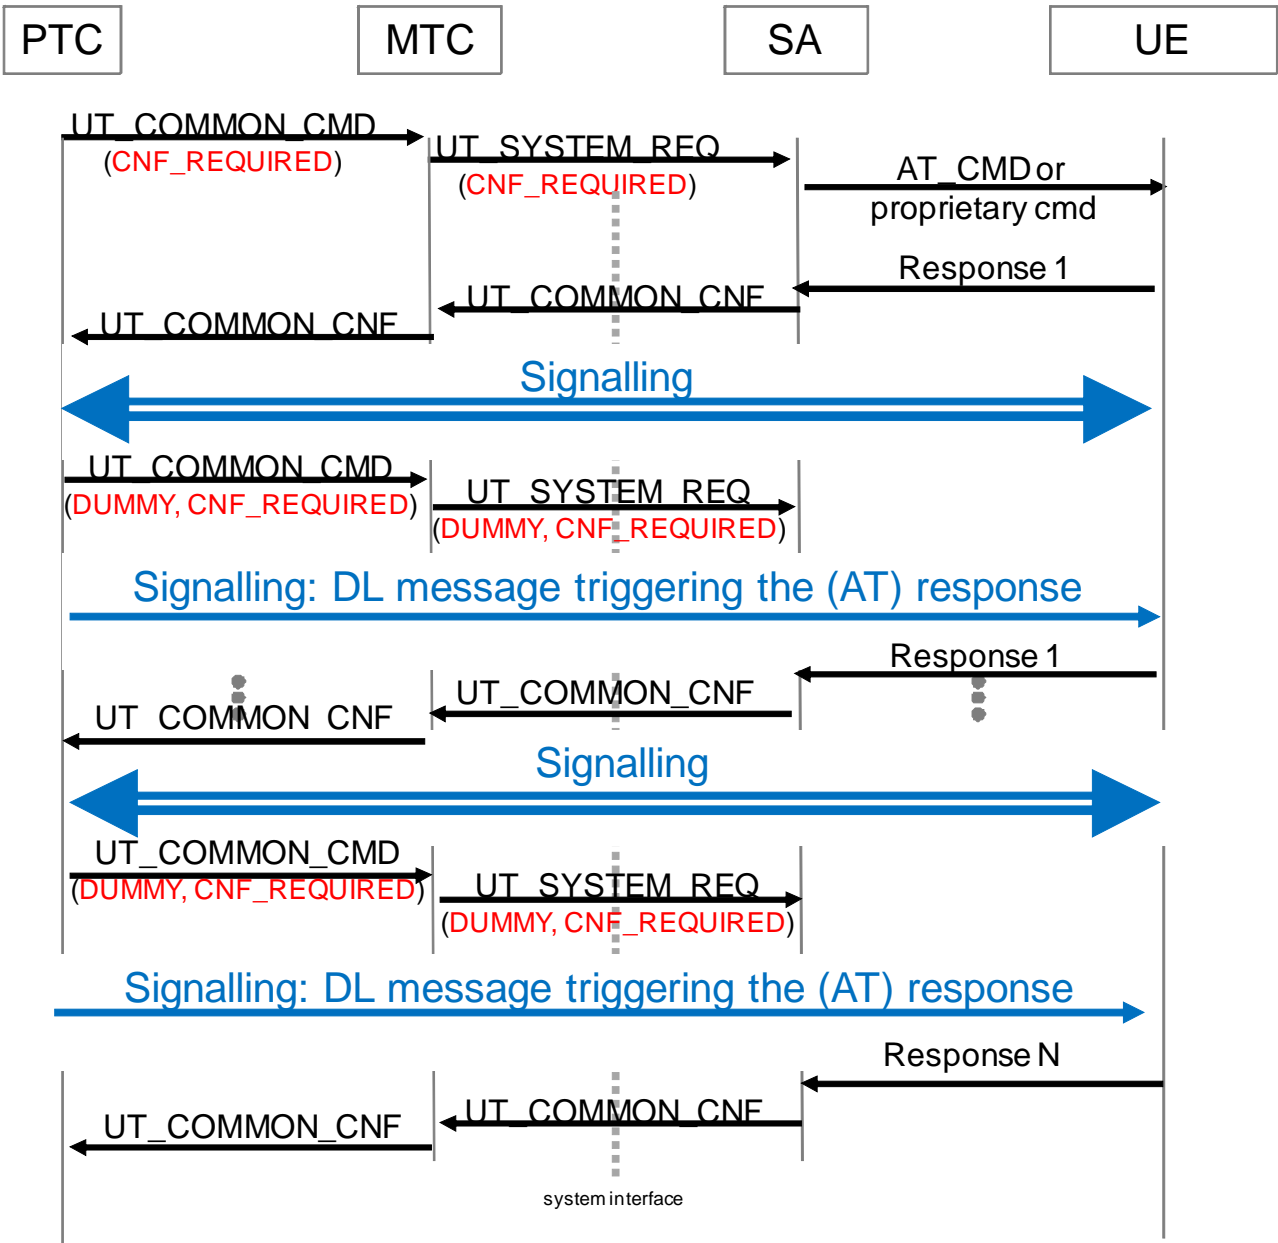 PTC
MTC
SA
UE
UT_COMMON_CMD
(CNF_REQUIRED)
UT_SYSTEM_REQ
(CNF_REQUIRED)
AT_CMD or
proprietary cmd
Response 1
UT_COMMON_CNF
UT_COMMON_CNF
Signalling
UT_COMMON_CMD
(DUMMY, CNF_REQUIRED)
UT_SYSTEM_REQ
(DUMMY, CNF_REQUIRED)
Signalling: DL message triggering the (AT) response
Response 1
UT_COMMON_CNF
UT_COMMON_CNF
Signalling
UT_COMMON_CMD
(DUMMY, CNF_REQUIRED)
UT_SYSTEM_REQ
(DUMMY, CNF_REQUIRED)
Signalling: DL message triggering the (AT) response
Response N
UT_COMMON_CNF
UT_COMMON_CNF
system interface